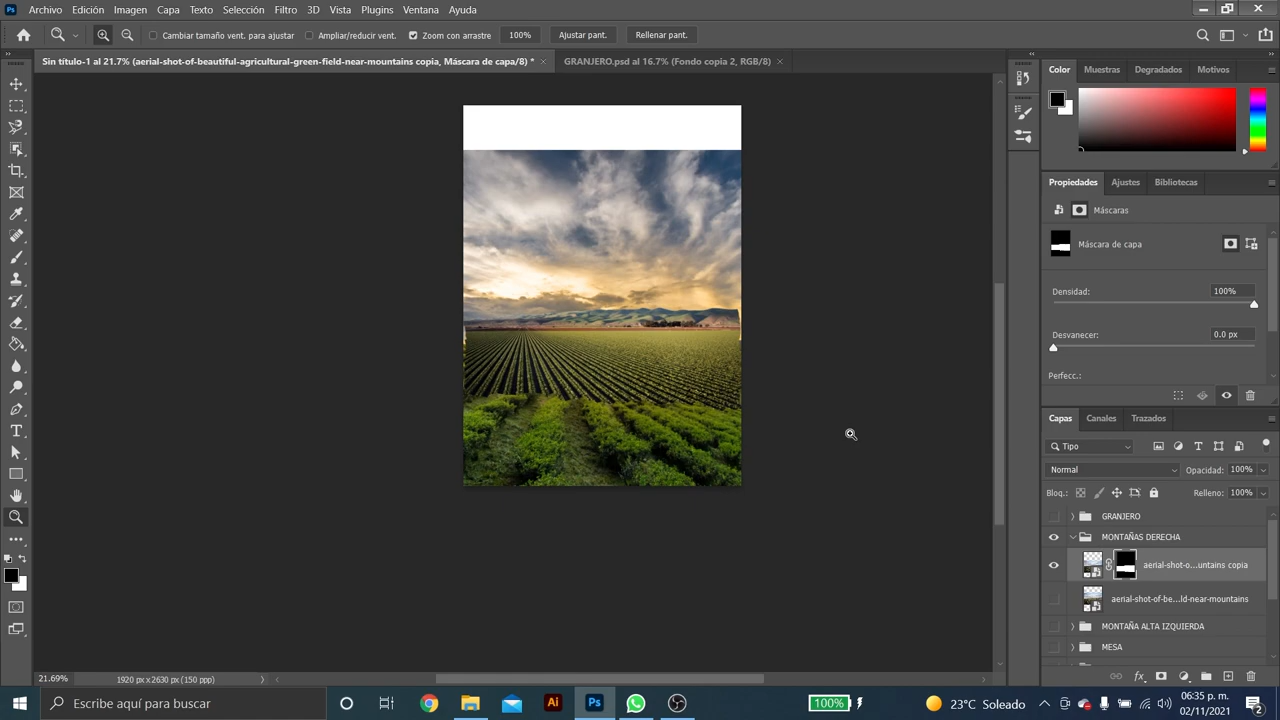 Ps Archivo Edición Imagen Capa Texto Selección Filtro 3D Vista Plugins Ventana Ayuda
Cambiar tamaño vent. para ajustar Ampliar/reducir vent. Zoom con arrastre 100% Ajustar pant. Rellenar pant.
Sin título-1 al 21.7% (aerial-shot-of-beautiful-agricultural-green-field-near-mountains copia, Máscara de capa/8) * GRANJERO.psd al 16.7% (Fondo copia 2, RGB/8)
Color Muestras Degradados Motivos
Propiedades Ajustes Bibliotecas
Máscaras
Máscara de capa
Densidad: 100%
Desvanecer: 0.0 px
Perfecc.:
Capas Canales Trazados
Tipo
Normal Opacidad: 100%
Bloq.: Relleno: 100%
GRANJERO
MONTAÑAS DERECHA
aerial-shot-o...untains copia
aerial-shot-of-be...ld-near-mountains
MONTAÑA ALTA IZQUIERDA
MESA
21.69% 1920 px x 2630 px (150 ppp)
Escribe aquí para buscar Ai Ps 100% 23°C Soleado 06:35 p. m.
02/11/2021 2